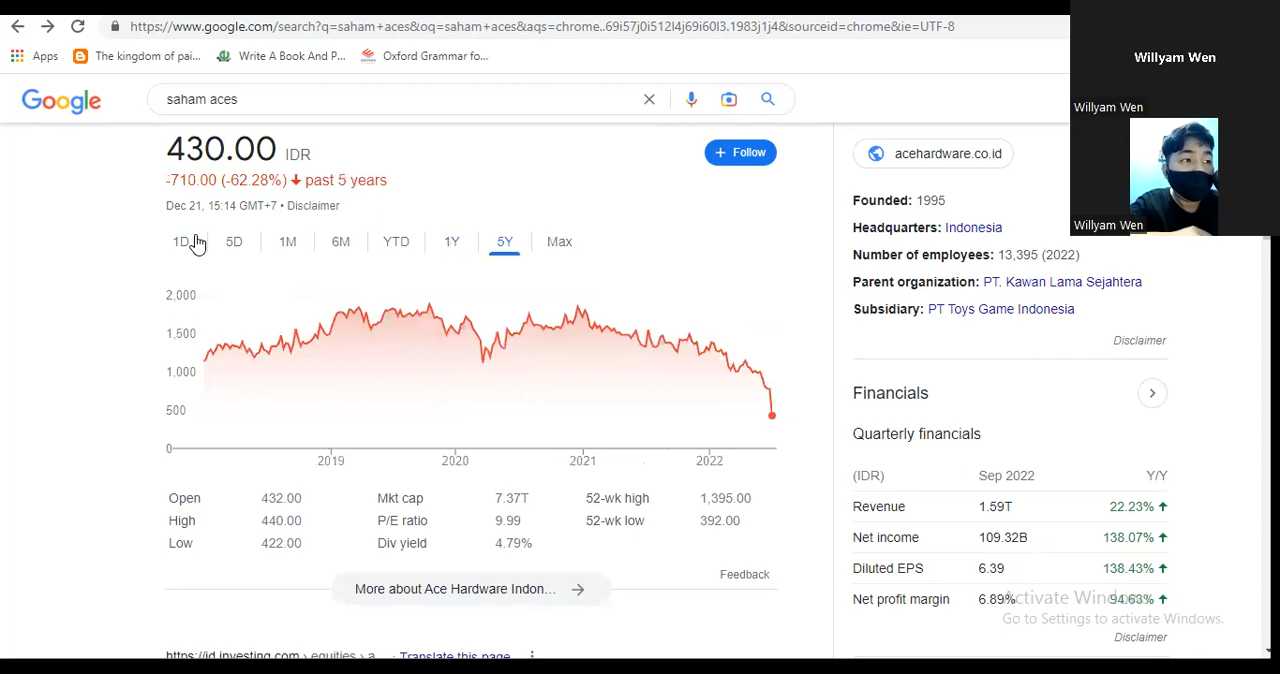 https://www.google.com/search?q=saham+aces&oq=saham+aces&aqs=chrome..69i57j0i512l4j69i60l3.1983j1j4&sourceid=chrome&ie=UTF-8
Apps The kingdom of pai... Write A Book And P... Oxford Grammar fo...
Willyam Wen
Willyam Wen
Willyam Wen
Google saham aces
430.00 IDR
+ Follow
-710.00 (-62.28%) ↓ past 5 years
Dec 21, 15:14 GMT+7 • Disclaimer
1D 5D 1M 6M YTD 1Y 5Y Max
2,000
1,500
1,000
500
0
2019 2020 2021 2022
Open 432.00 Mkt cap 7.37T 52-wk high 1,395.00
High 440.00 P/E ratio 9.99 52-wk low 392.00
Low 422.00 Div yield 4.79%
Feedback
More about Ace Hardware Indon... →
https://id.investing.com › equities › a... Translate this page
acehardware.co.id
Founded: 1995
Headquarters: Indonesia
Number of employees: 13,395 (2022)
Parent organization: PT. Kawan Lama Sejahtera
Subsidiary: PT Toys Game Indonesia
Disclaimer
Financials
Quarterly financials
(IDR) Sep 2022 Y/Y
Revenue 1.59T 22.23% ↑
Net income 109.32B 138.07% ↑
Diluted EPS 6.39 138.43% ↑
Net profit margin 6.89% 94.63% ↑
Activate Windows
Go to Settings to activate Windows.
Disclaimer